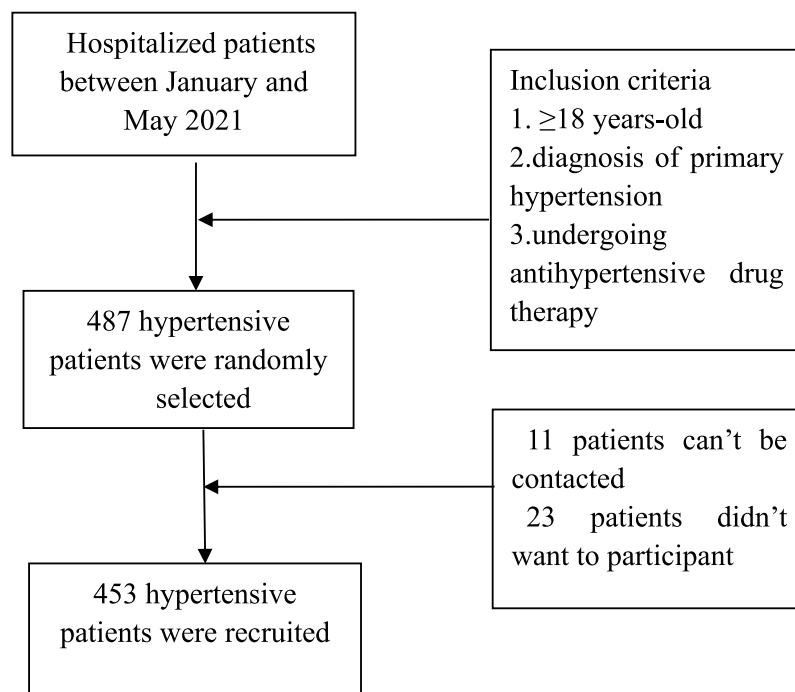 Hospitalized patients
between January and
May 2021
Inclusion criteria
1. ≥18 years-old
2.diagnosis of primary
hypertension
3.undergoing
antihypertensive drug
therapy
487 hypertensive
patients were randomly
selected
11 patients can’t be
contacted
23 patients didn’t
want to participant
453 hypertensive
patients were recruited